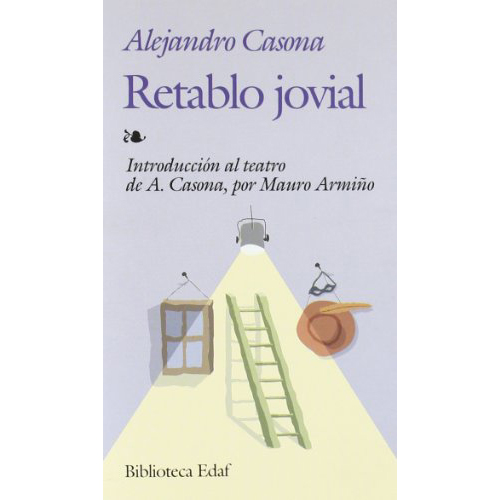 Alejandro Casona
Retablo jovial
Introducción al teatro
de A. Casona, por Mauro Armiño
Biblioteca Edaf